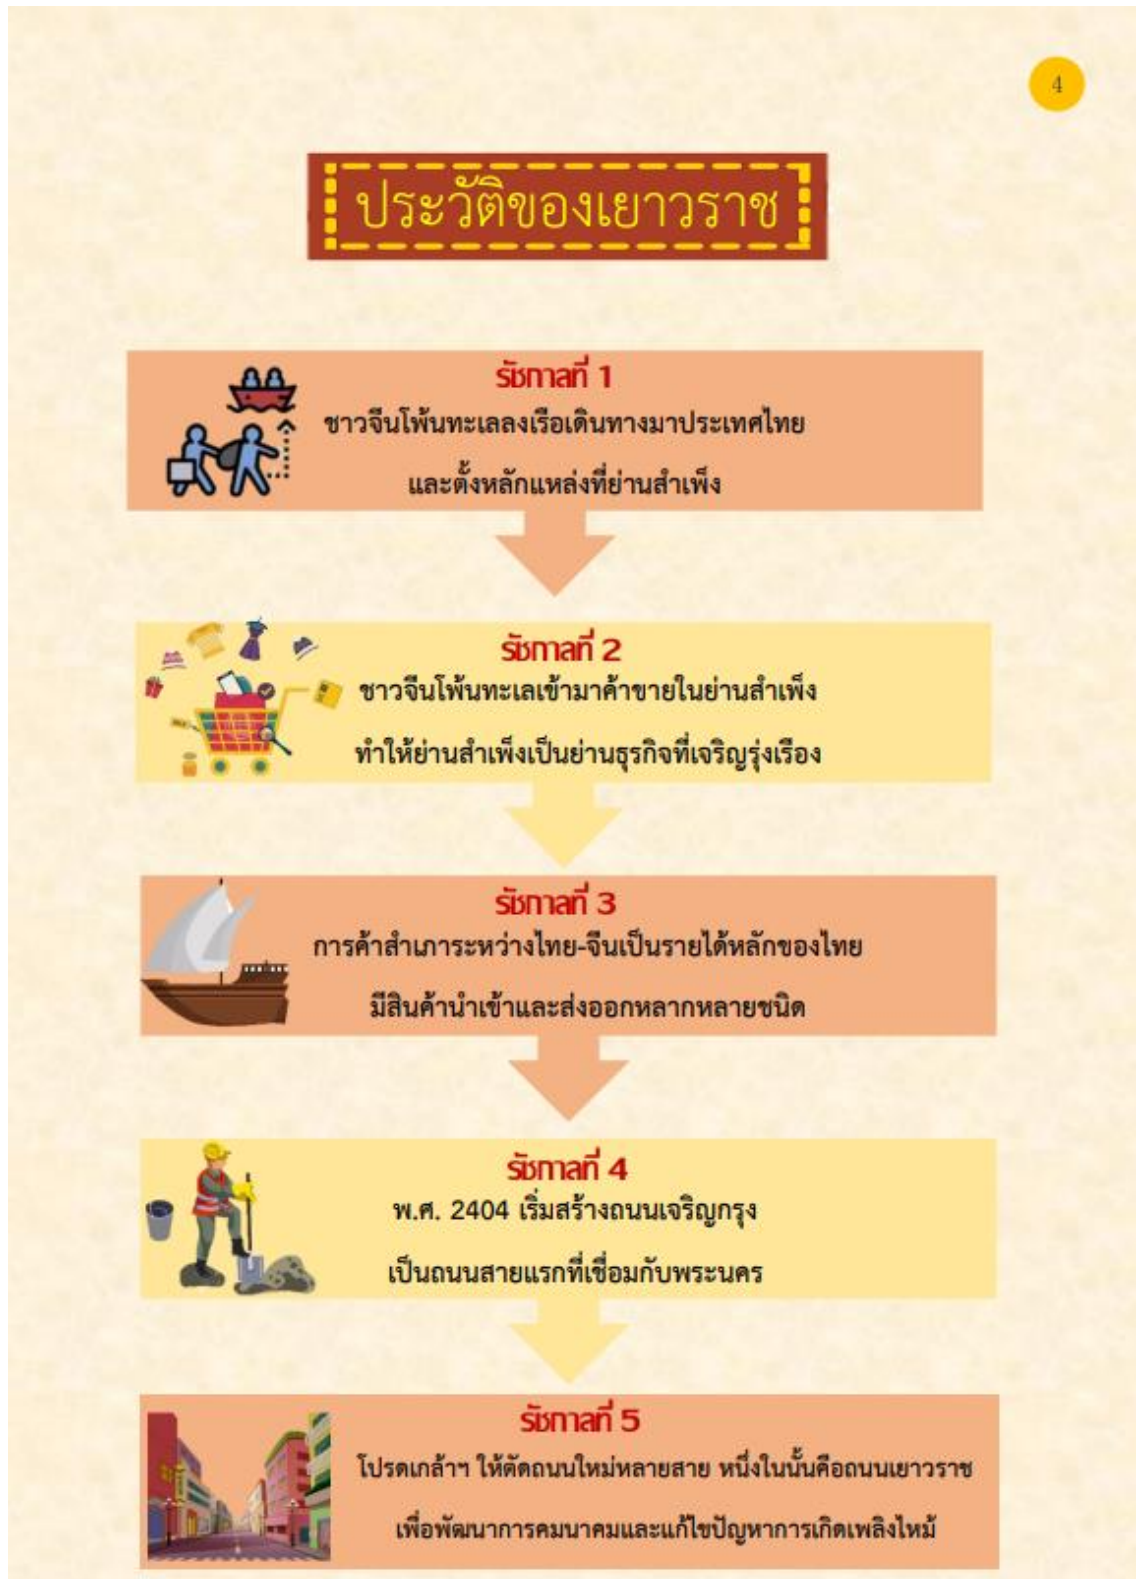 4
ประวัติของเยาวราช
รัชกาลที่ 1
ชาวจีนโพ้นทะเลลงเรือเดินทางมาประเทศไทย
และตั้งหลักแหล่งที่ย่านสำเพ็ง
รัชกาลที่ 2
ชาวจีนโพ้นทะเลเข้ามาค้าขายในย่านสำเพ็ง
ทำให้ย่านสำเพ็งเป็นย่านธุรกิจที่เจริญรุ่งเรือง
รัชกาลที่ 3
การค้าสำเภาระหว่างไทย-จีนเป็นรายได้หลักของไทย
มีสินค้านำเข้าและส่งออกหลากหลายชนิด
รัชกาลที่ 4
พ.ศ. 2404 เริ่มสร้างถนนเจริญกรุง
เป็นถนนสายแรกที่เชื่อมกับพระนคร
รัชกาลที่ 5
โปรดเกล้าฯ ให้ตัดถนนใหม่หลายสาย หนึ่งในนั้นคือถนนเยาวราช
เพื่อพัฒนาการคมนาคมและแก้ไขปัญหาการเกิดเพลิงไหม้